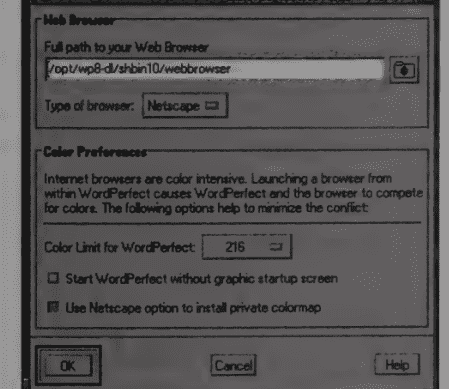 Web Browser
Full path to your Web Browser
/opt/wp8-dl/shbin10/webbrowser
Type of browser: Netscape
Color Preferences
Internet browsers are color intensive. Launching a browser from
within WordPerfect causes WordPerfect and the browser to compete
for colors. The following options help to minimize the conflict:
Color Limit for WordPerfect: 216
Start WordPerfect without graphic startup screen
Use Netscape option to install private colormap
OK
Cancel
Help